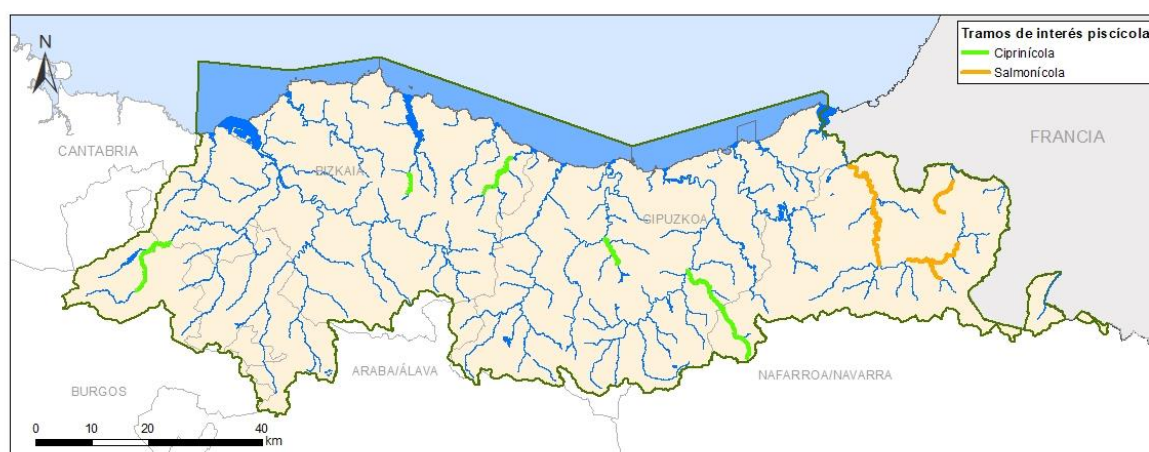 Tramos de interés piscícola
Ciprinícola
Salmonícola
N
FRANCIA
CANTABRIA
BIZKAIA
GIPUZKOA
ARABA/ÁLAVA
NAFARROA/NAVARRA
BURGOS
0 10 20 40
km